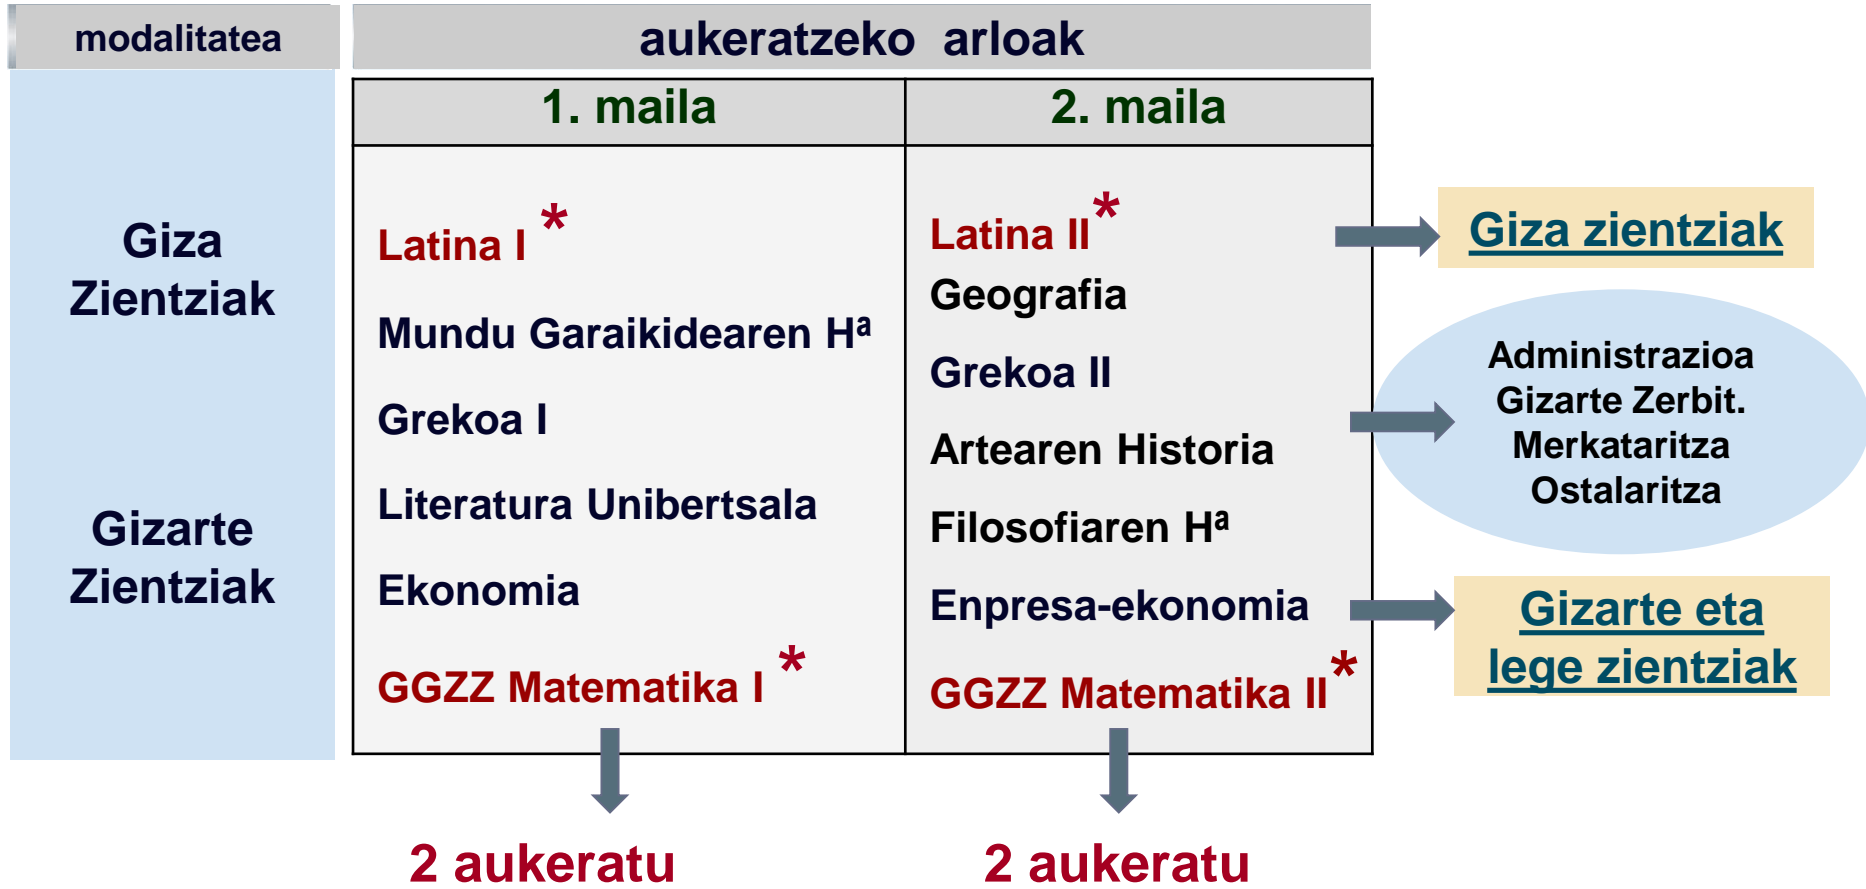 modalitatea
aukeratzeko arloak
1. maila
2. maila
Giza
Zientziak
Gizarte
Zientziak
Latina I *
Mundu Garaikidearen Hª
Grekoa I
Literatura Unibertsala
Ekonomia
GGZZ Matematika I *
Latina II *
Geografia
Grekoa II
Artearen Historia
Filosofiaren Hª
Enpresa-ekonomia
GGZZ Matematika II *
Giza zientziak
Administrazioa
Gizarte Zerbit.
Merkataritza
Ostalaritza
Gizarte eta
lege zientziak
2 aukeratu
2 aukeratu